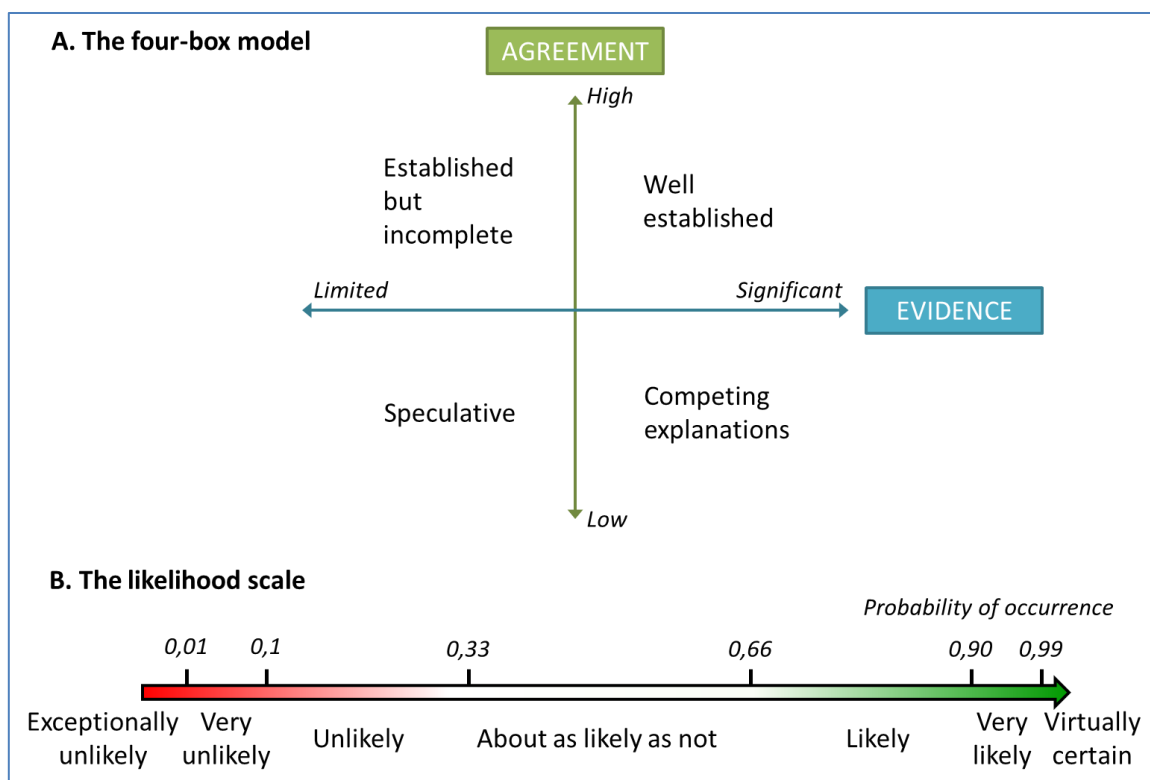 A. The four-box model
AGREEMENT
High
Established
but
incomplete
Well
established
Limited
Significant
EVIDENCE
Speculative
Competing
explanations
Low
B. The likelihood scale
Probability of occurrence
0,01
0,1
0,33
0,66
0,90
0,99
Exceptionally
unlikely
Very
unlikely
Unlikely
About as likely as not
Likely
Very
likely
Virtually
certain